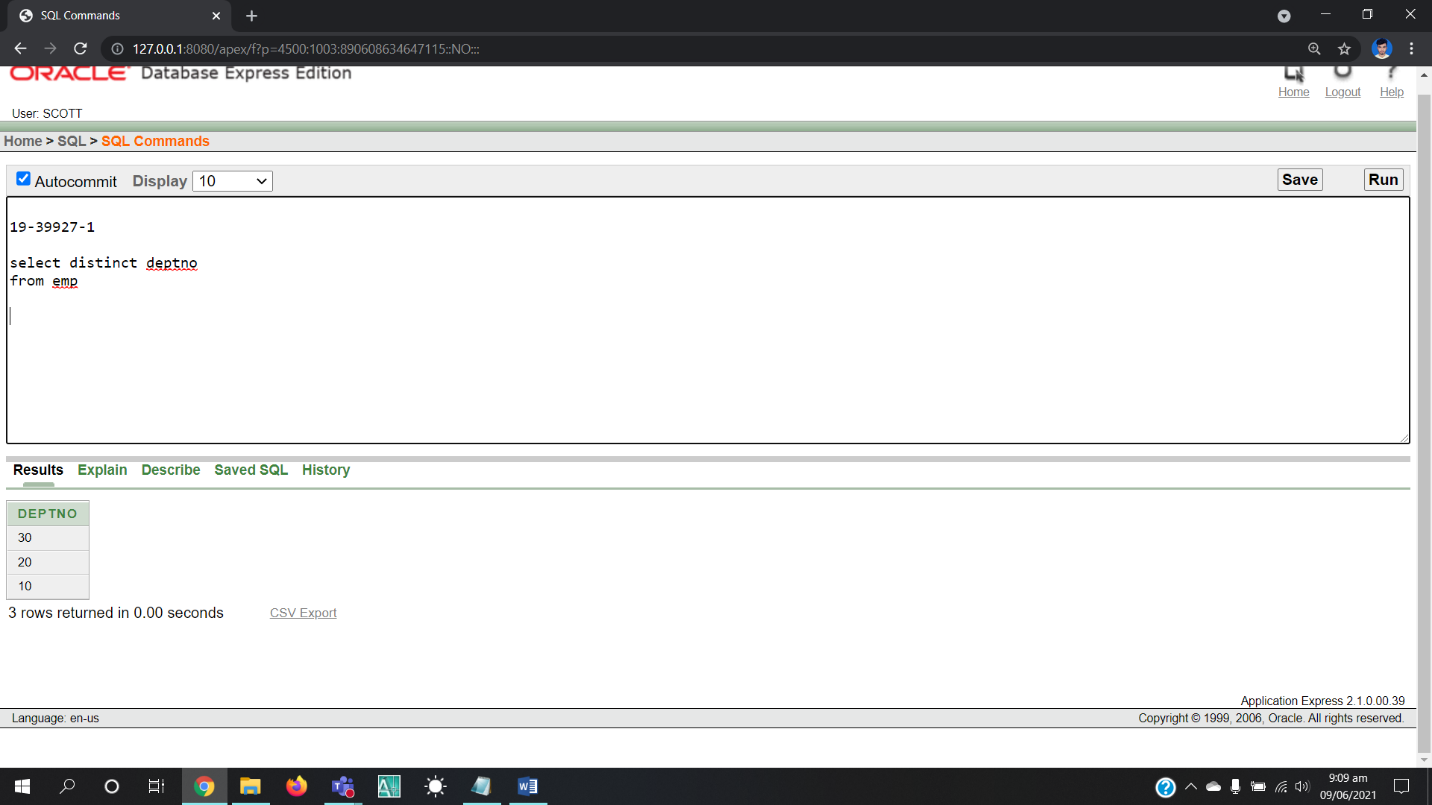 SQL Commands
127.0.0.1:8080/apex/f?p=4500:1003:890608634647115::NO:::
ORACLE Database Express Edition
Home Logout Help
User: SCOTT
Home > SQL > SQL Commands
Autocommit Display 10 Save Run
19-39927-1
select distinct deptno
from emp
Results Explain Describe Saved SQL History
DEPTNO
30
20
10
3 rows returned in 0.00 seconds CSV Export
Application Express 2.1.0.00.39
Language: en-us Copyright © 1999, 2006, Oracle. All rights reserved.
9:09 am
09/06/2021